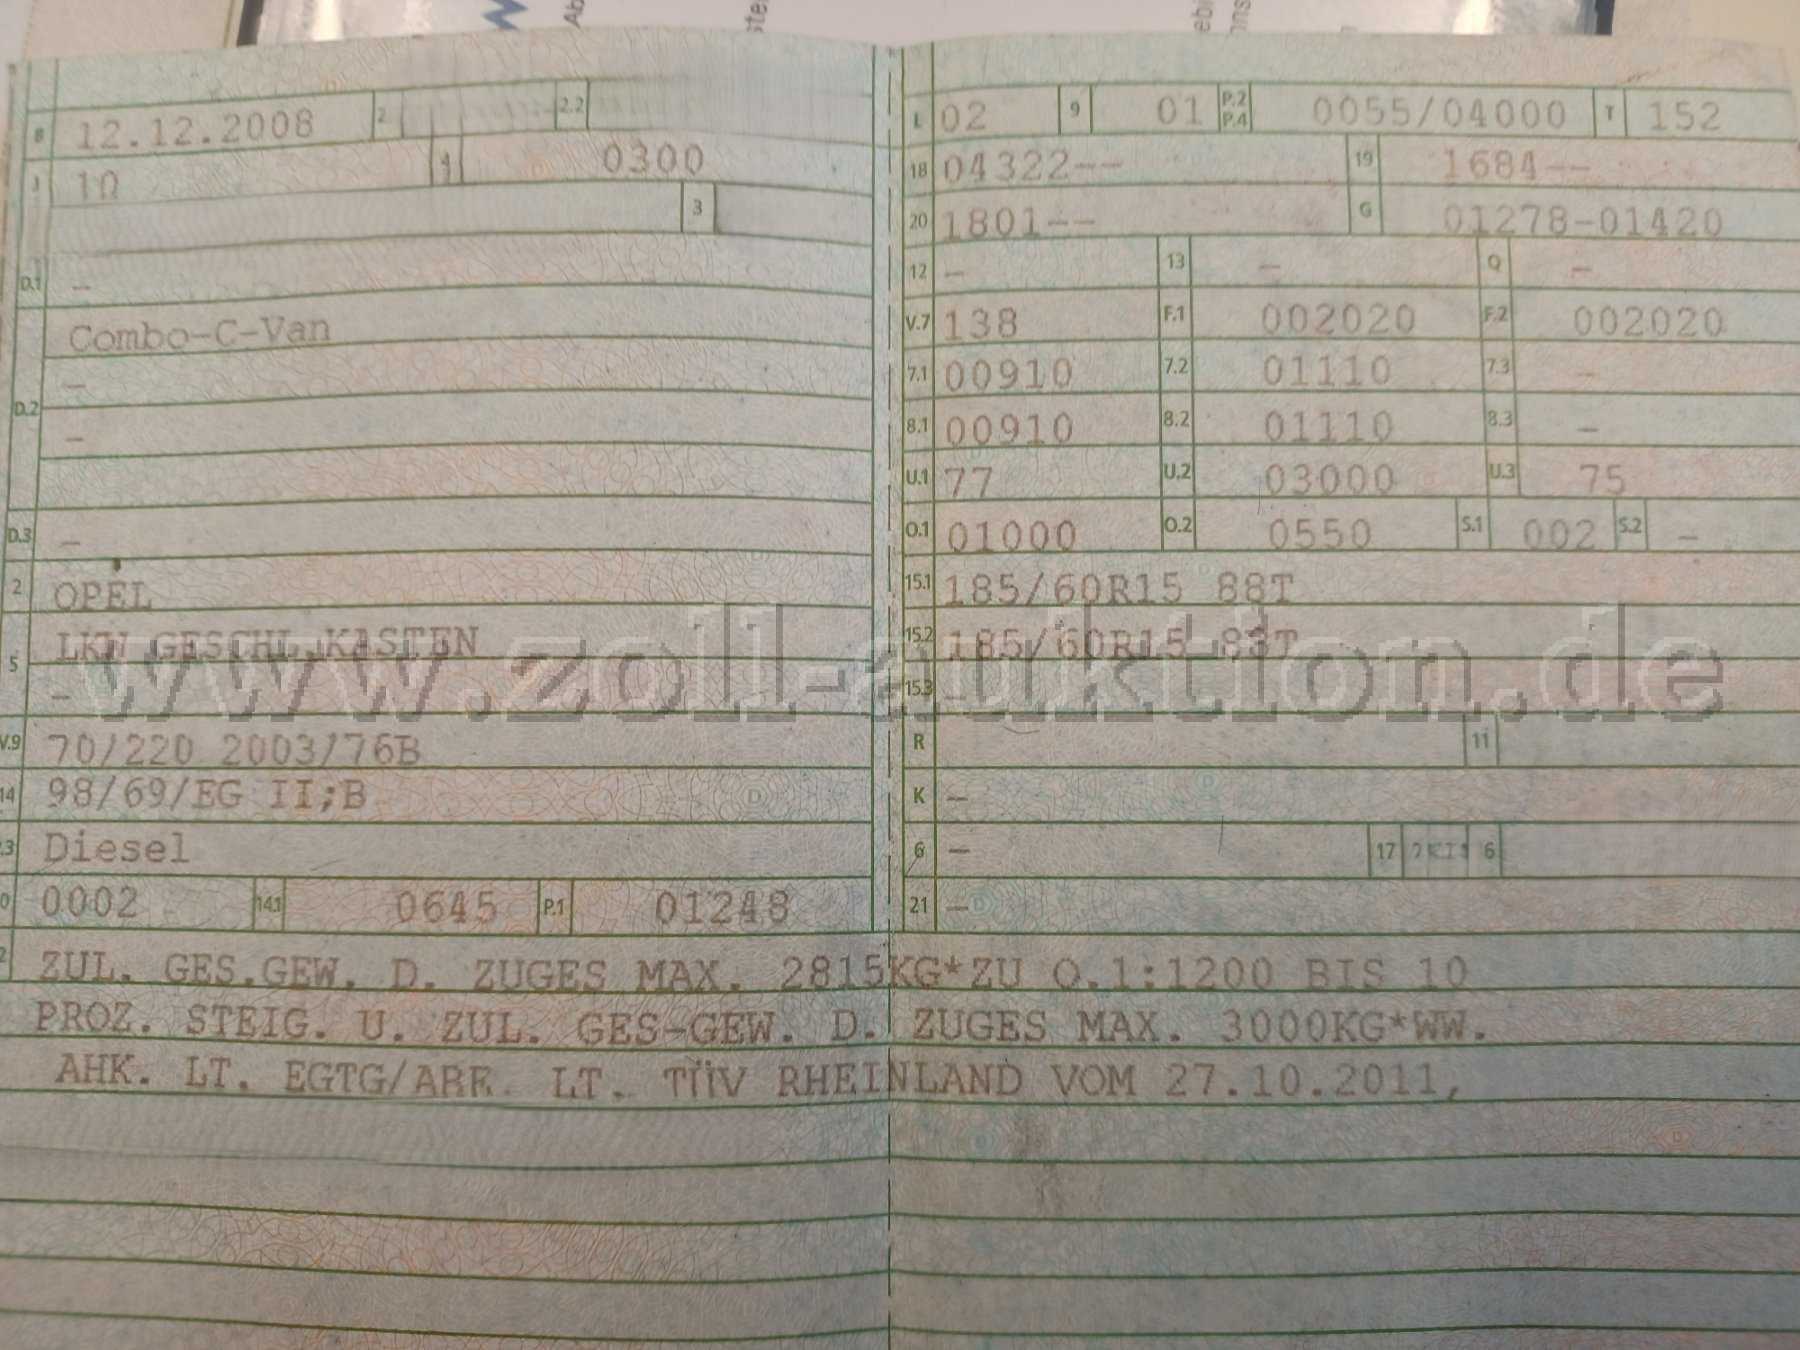 B 12.12.2008 2 2.2
J 10 4 0300
3
D.1 –
Combo-C-Van
–
D.2
–
D.3 –
2 OPEL
5 LKW GESCHL.KASTEN
–
V.9 70/220 2003/76B
14 98/69/EG II;B
P.3 Diesel
10 0002 14.1 0645 P.1 01248
L 02 9 01 P.2 P.4 0055/04000 T 152
18 04322-- 19 1684--
20 1801-- G 01278-01420
12 – 13 – Q –
V.7 138 F.1 002020 F.2 002020
7.1 00910 7.2 01110 7.3 –
8.1 00910 8.2 01110 8.3 –
U.1 77 U.2 03000 U.3 75
O.1 01000 O.2 0550 S.1 002 S.2 –
15.1 185/60R15 88T
15.2 185/60R15 83T
15.3 –
R 11
K –
6 – 17 6
21 –
ZUL. GES.GEW. D. ZUGES MAX. 2815KG*ZU O.1:1200 BIS 10
PROZ. STEIG. U. ZUL. GES-GEW. D. ZUGES MAX. 3000KG*WW.
AHK. LT. EGTG/ABE. LT. TÜV RHEINLAND VOM 27.10.2011,
www.zoll-auktion.de